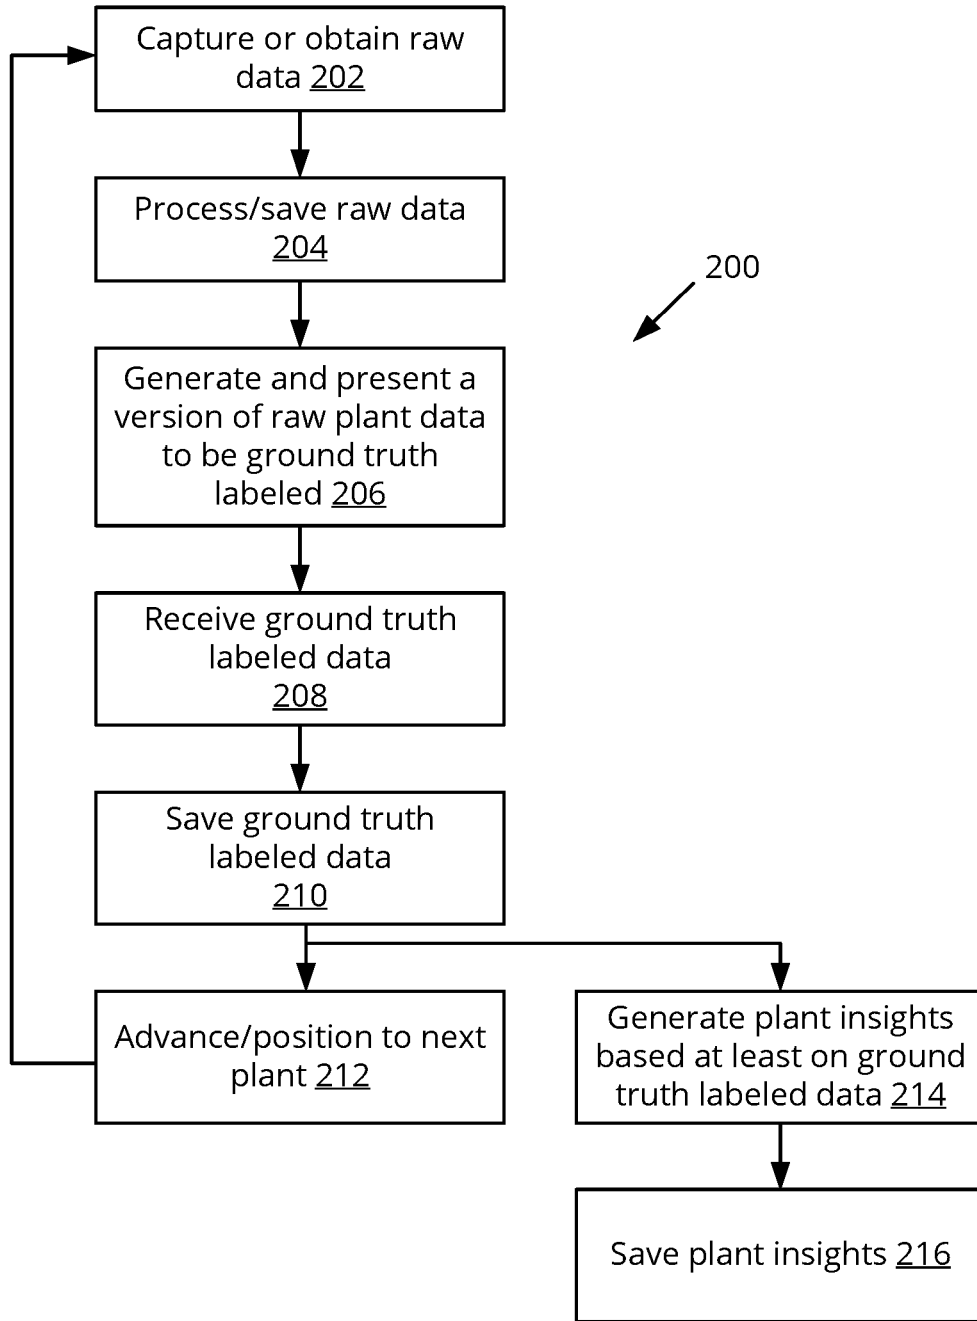 Capture or obtain raw
data 202
Process/save raw data
204
200
Generate and present a
version of raw plant data
to be ground truth
labeled 206
Receive ground truth
labeled data
208
Save ground truth
labeled data
210
Advance/position to next
plant 212
Generate plant insights
based at least on ground
truth labeled data 214
Save plant insights 216